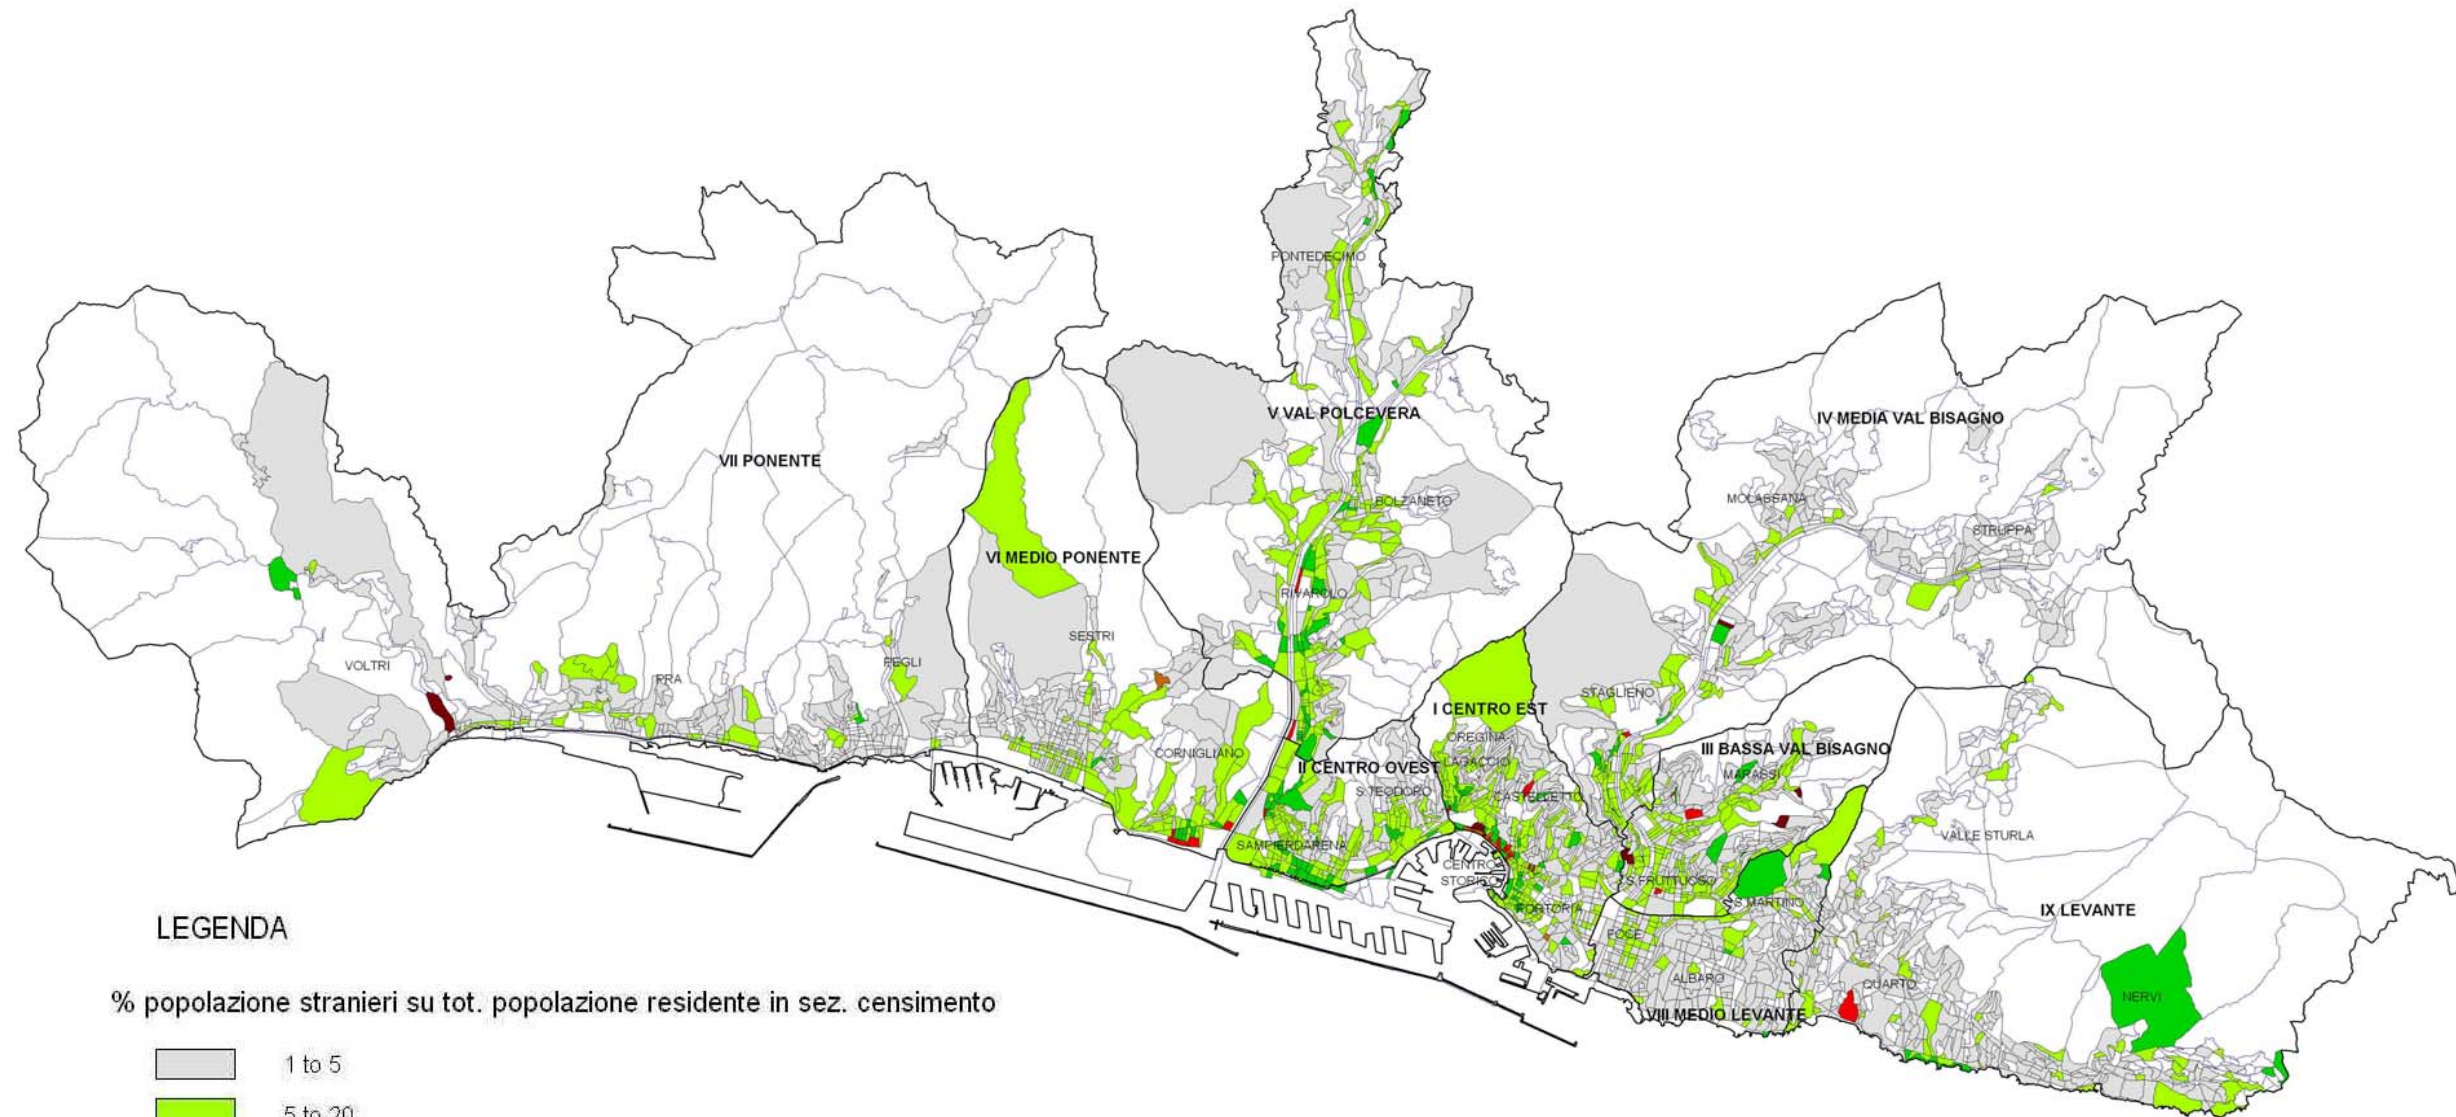 PONTEDECIMO
V VAL POLCEVERA
IV MEDIA VAL BISAGNO
VII PONENTE
BOLZANETO
MOLASSANA
STRUPPA
VI MEDIO PONENTE
RIVAROLO
SESTRI
VOLTRI
PEGLI
PRA
STAGLIENO
I CENTRO EST
OREGINA
LAGACCIO
III BASSA VAL BISAGNO
MARASSI
CORNIGLIANO
II CENTRO OVEST
S.TEODORO
CASTELLETTO
VALLE STURLA
SAMPIERDARENA
CENTRO
STORICO
S.FRUTTUOSO
S.MARTINO
PORTORIA
IX LEVANTE
FOCE
ALBARO
QUARTO
NERVI
VIII MEDIO LEVANTE
LEGENDA
% popolazione stranieri su tot. popolazione residente in sez. censimento
1 to 5
5 to 20